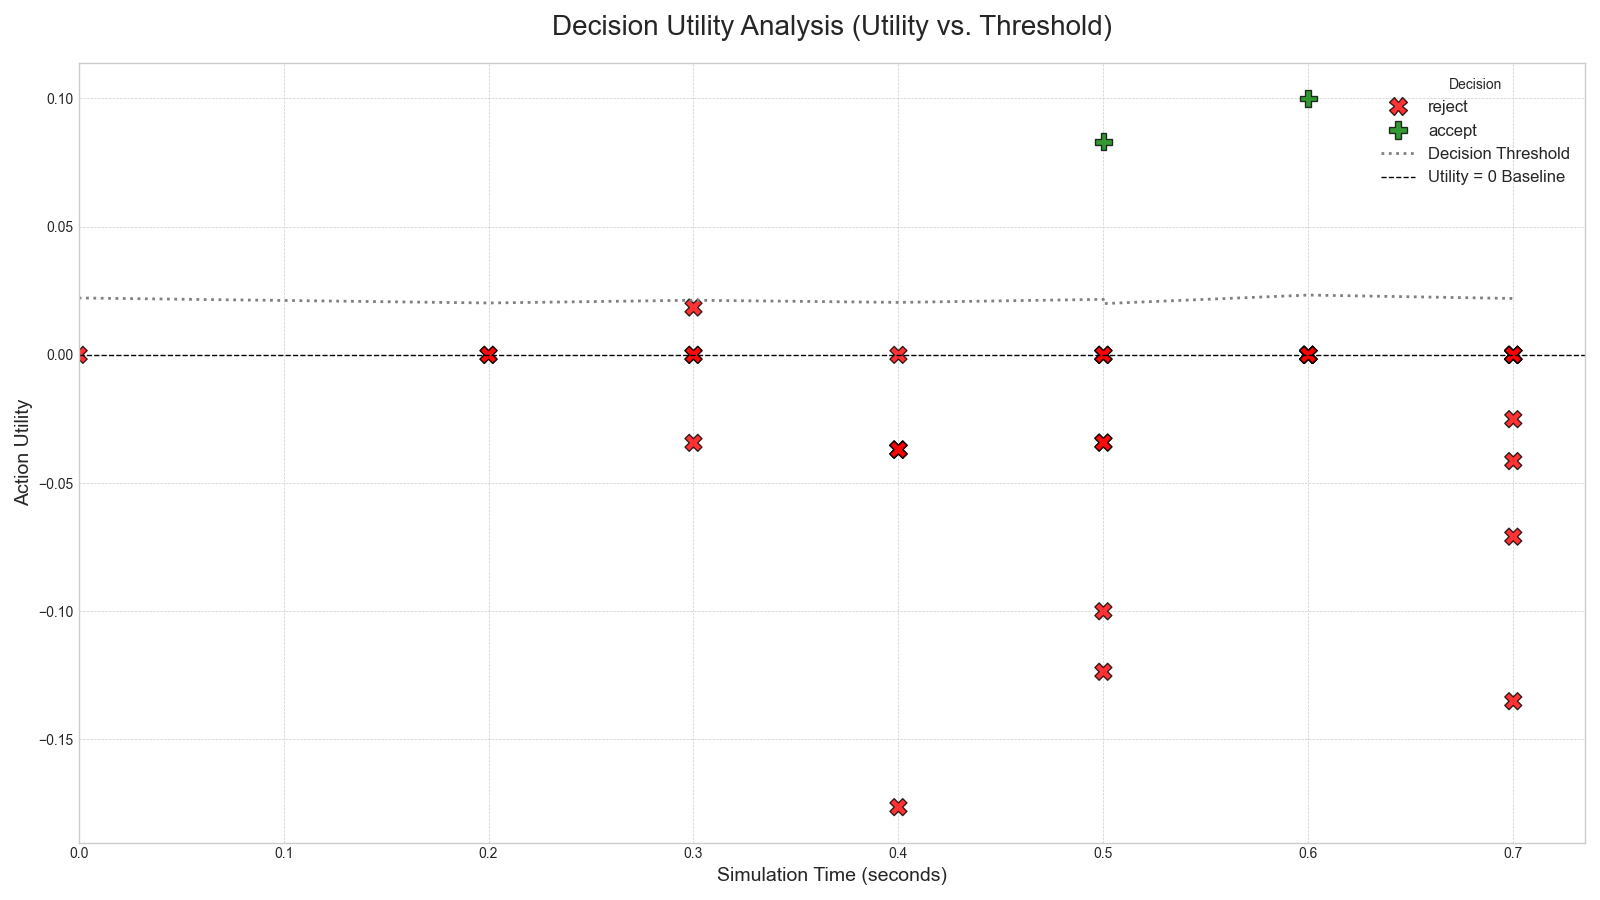 Decision Utility Analysis (Utility vs. Threshold)
Decision
reject
accept
Decision Threshold
Utility = 0 Baseline
Action Utility
0.10
0.05
0.00
−0.05
−0.10
−0.15
0.0 0.1 0.2 0.3 0.4 0.5 0.6 0.7
Simulation Time (seconds)